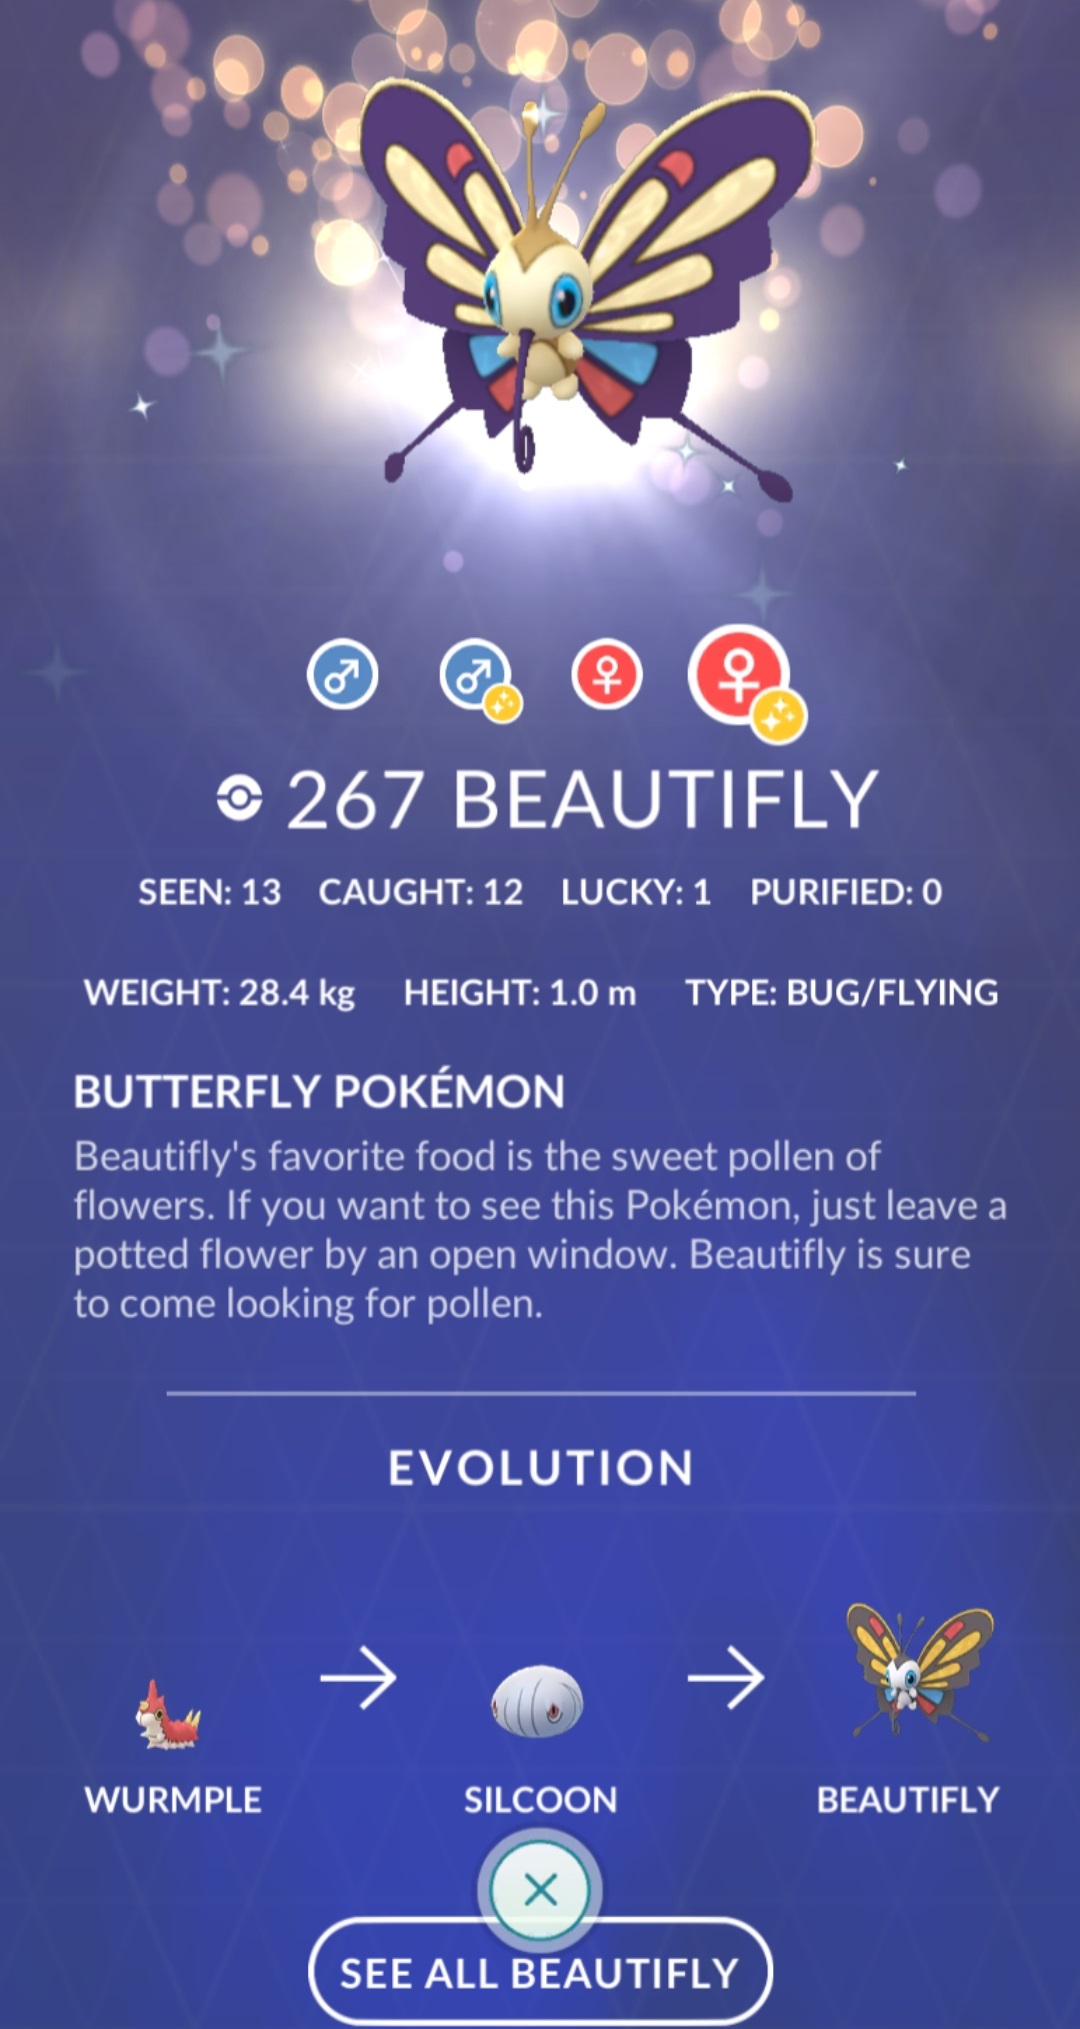 267 BEAUTIFLY
SEEN: 13 CAUGHT: 12 LUCKY: 1 PURIFIED: 0
WEIGHT: 28.4 kg HEIGHT: 1.0 m TYPE: BUG/FLYING
BUTTERFLY POKÉMON
Beautifly's favorite food is the sweet pollen of
flowers. If you want to see this Pokémon, just leave a
potted flower by an open window. Beautifly is sure
to come looking for pollen.
EVOLUTION
WURMPLE SILCOON BEAUTIFLY
SEE ALL BEAUTIFLY